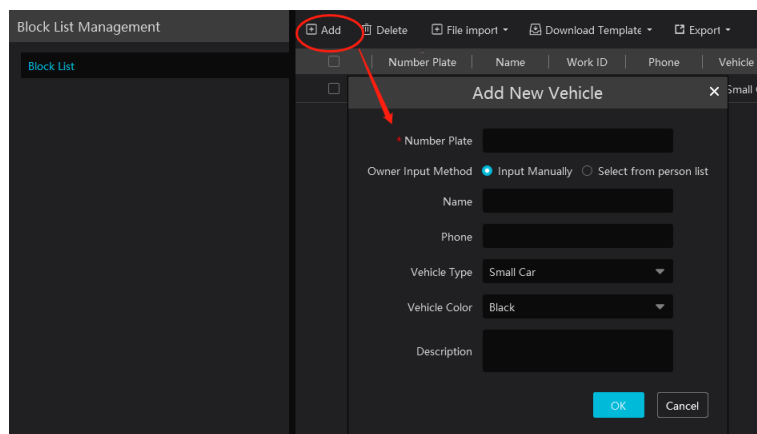 Block List Management
Add Delete File import Download Template Export
Block List
Number Plate Name Work ID Phone Vehicle
Add New Vehicle
Small
* Number Plate
Owner Input Method Input Manually Select from person list
Name
Phone
Vehicle Type Small Car
Vehicle Color Black
Description
OK Cancel